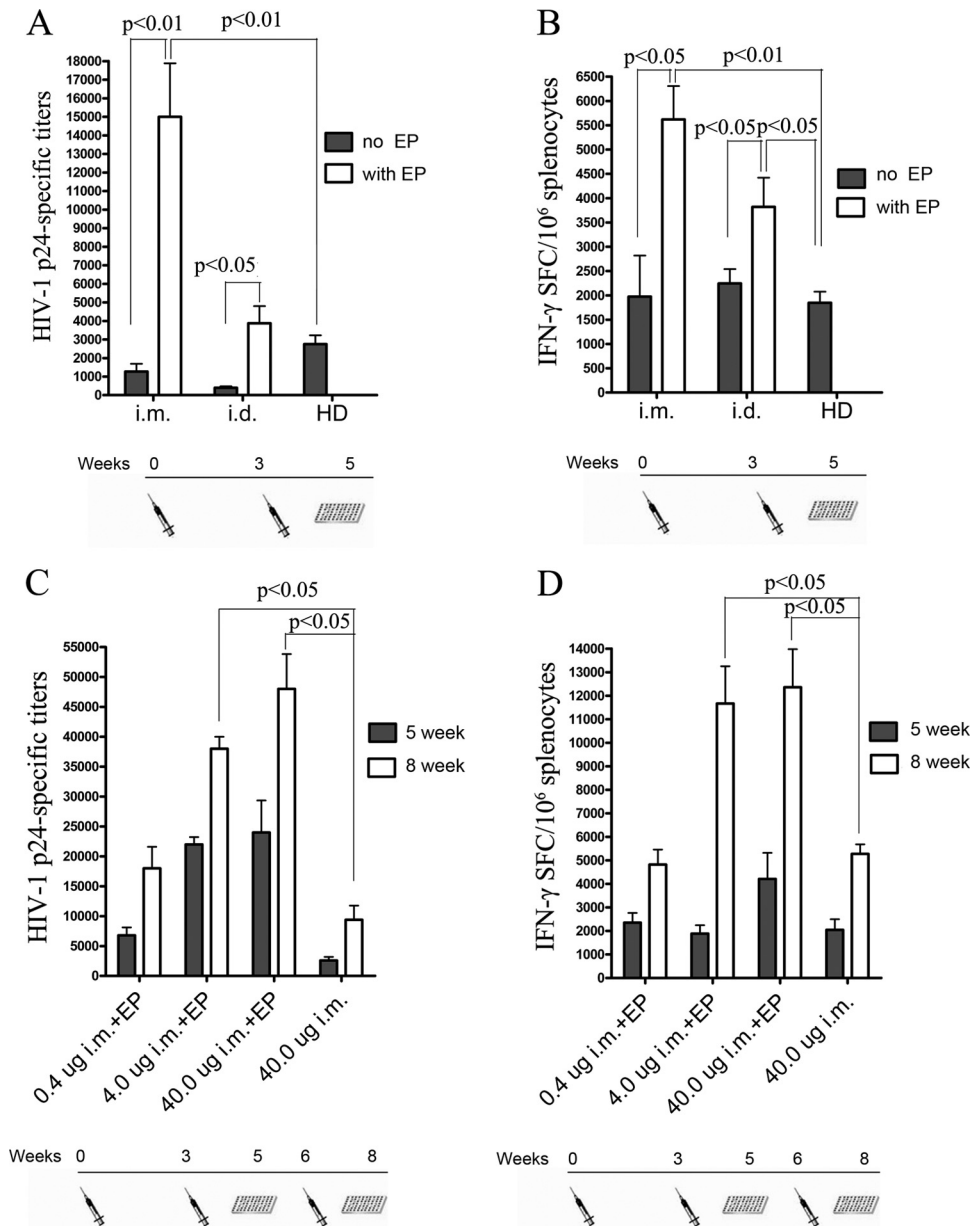 A
p<0.01
p<0.01
HIV-1 p24-specific titers
18000
17000
16000
15000
14000
13000
12000
11000
10000
9000
8000
7000
6000
5000
4000
3000
2000
1000
0
p<0.05
no EP
with EP
i.m.
i.d.
HD
Weeks 0 3 5
B
p<0.05
p<0.01
IFN-γ SFC/10⁶ splenocytes
6500
6000
5500
5000
4500
4000
3500
3000
2500
2000
1500
1000
500
0
p<0.05
p<0.05
no EP
with EP
i.m.
i.d.
HD
Weeks 0 3 5
C
p<0.05
p<0.05
HIV-1 p24-specific titers
55000
50000
45000
40000
35000
30000
25000
20000
15000
10000
5000
0
5 week
8 week
0.4 ug i.m.+EP
4.0 ug i.m.+EP
40.0 ug i.m.+EP
40.0 ug i.m.
Weeks 0 3 5 6 8
D
p<0.05
p<0.05
IFN-γ SFC/10⁶ splenocytes
14000
13000
12000
11000
10000
9000
8000
7000
6000
5000
4000
3000
2000
1000
0
5 week
8 week
0.4 ug i.m.+EP
4.0 ug i.m.+EP
40.0 ug i.m.+EP
40.0 ug i.m.
Weeks 0 3 5 6 8